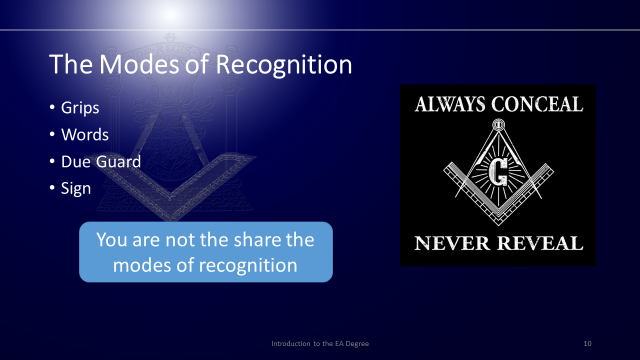 The Modes of Recognition
• Grips
• Words
• Due Guard
• Sign
You are not the share the
modes of recognition
ALWAYS CONCEAL
G
NEVER REVEAL
Introduction to the EA Degree
10